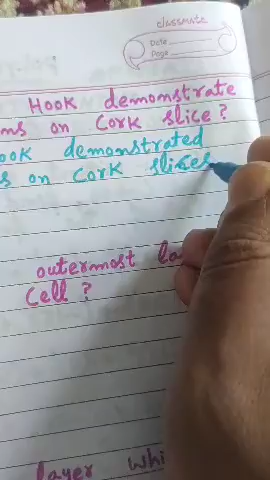 classmate
Date
Page
Hook demonstrate
ms on Cork slice?
ook demonstrated
s on Cork slices
outermost la
Cell?
layer whi